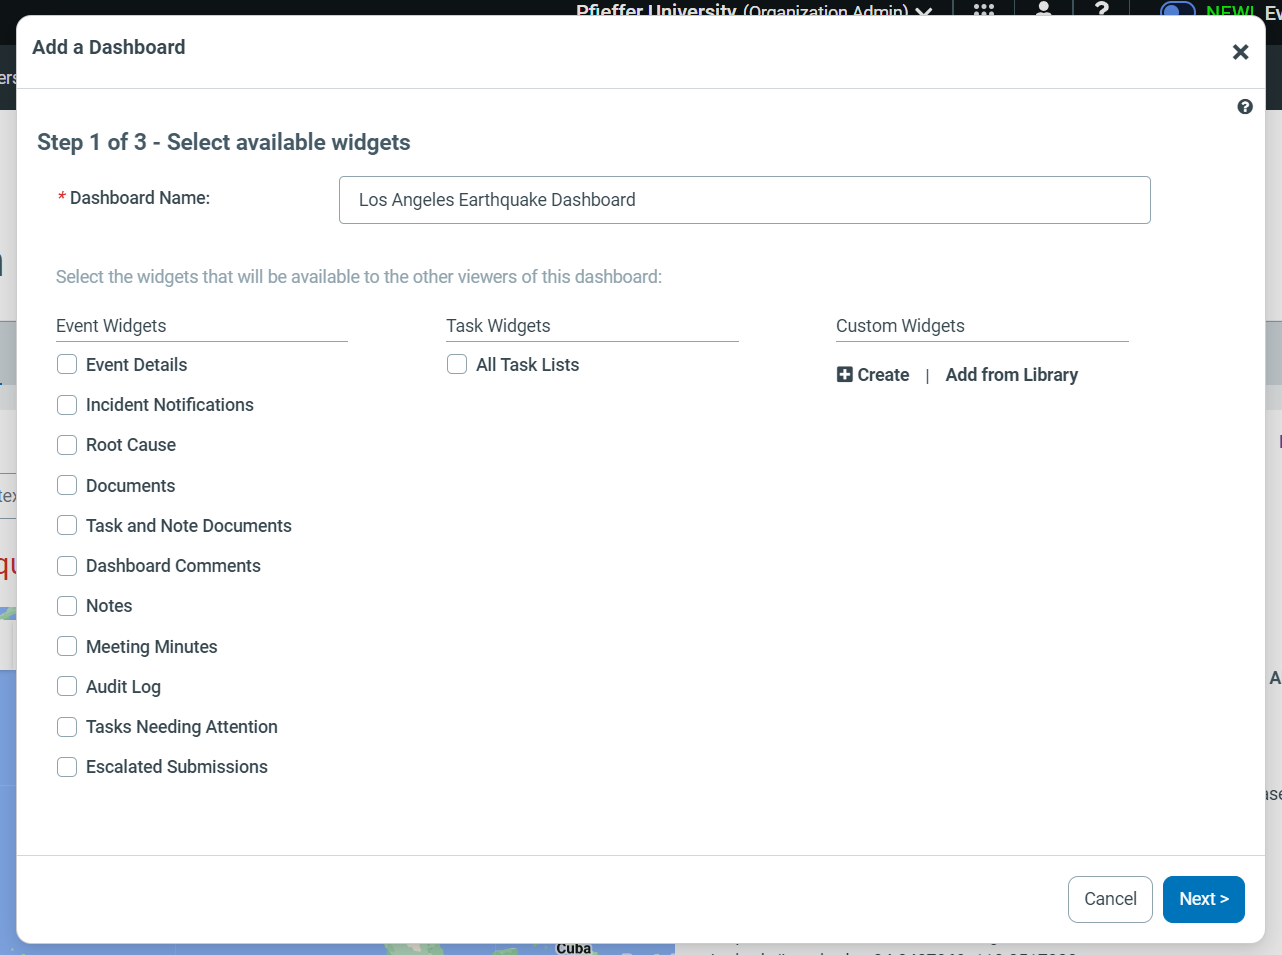 Pfieffer University (Organization Admin)
NEW!
Add a Dashboard
Step 1 of 3 - Select available widgets
* Dashboard Name:
Los Angeles Earthquake Dashboard
Select the widgets that will be available to the other viewers of this dashboard:
Event Widgets
Event Details
Incident Notifications
Root Cause
Documents
Task and Note Documents
Dashboard Comments
Notes
Meeting Minutes
Audit Log
Tasks Needing Attention
Escalated Submissions
Task Widgets
All Task Lists
Custom Widgets
Create | Add from Library
Cancel
Next >
Cuba